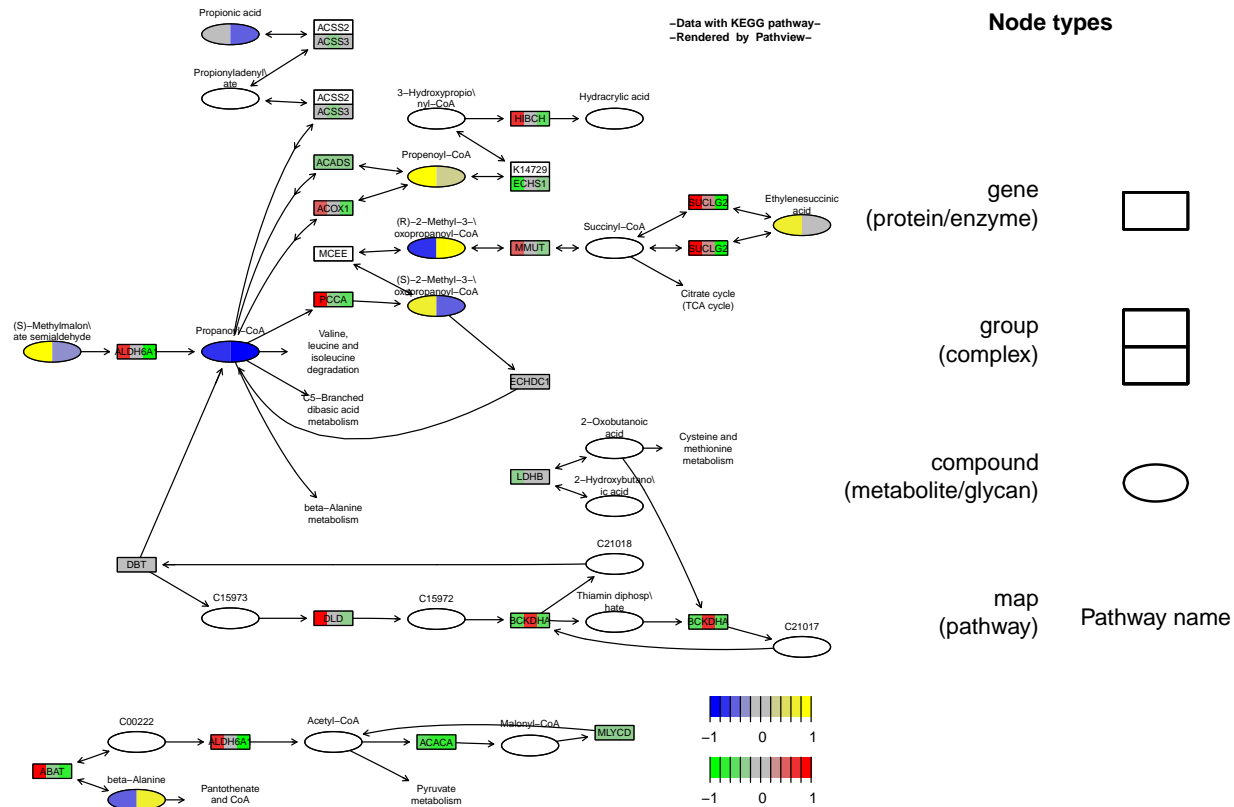 Propionic acid
ACSS2
ACSS3
−Data with KEGG pathway−
−Rendered by Pathview−
Node types
Propionyladenyl\
ate
ACSS2
ACSS3
3−Hydroxypropio\
nyl−CoA
HIBCH
Hydracrylic acid
ACADS
Propenoyl−CoA
K14729
ECHS1
ACOX1
SUCLG2
Ethylenesuccinic
acid
gene
(protein/enzyme)
(R)−2−Methyl−3−\
oxopropanoyl−CoA
MCEE
MMUT
Succinyl−CoA
SUCLG2
(S)−2−Methyl−3−\
oxopropanoyl−CoA
PCCA
Citrate cycle
(TCA cycle)
(S)−Methylmalon\
ate semialdehyde
ALDH6A1
Propanoyl−CoA
Valine,
leucine and
isoleucine
degradation
group
(complex)
ECHDC1
C5−Branched
dibasic acid
metabolism
2−Oxobutanoic
acid
Cysteine and
methionine
metabolism
LDHB
2−Hydroxybutano\
ic acid
compound
(metabolite/glycan)
beta−Alanine
metabolism
DBT
C21018
C15973
DLD
C15972
BCKDHA
Thiamin diphosp\
hate
BCKDHA
C21017
map
(pathway)
Pathway name
C00222
ALDH6A1
Acetyl−CoA
ACACA
Malonyl−CoA
MLYCD
−1
0
1
ABAT
beta−Alanine
Pantothenate
and CoA
Pyruvate
metabolism
−1
0
1